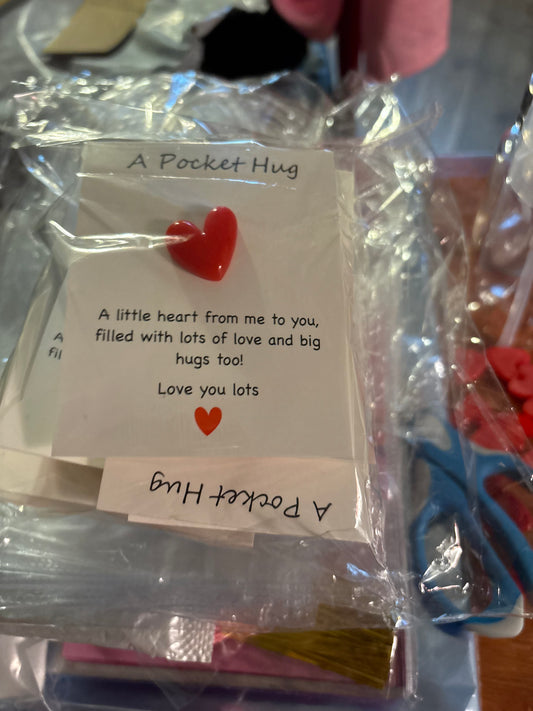 A Pocket Hug
A little heart from me to you,
filled with lots of love and big
hugs too!
Love you lots
A
fil
A Pocket Hug